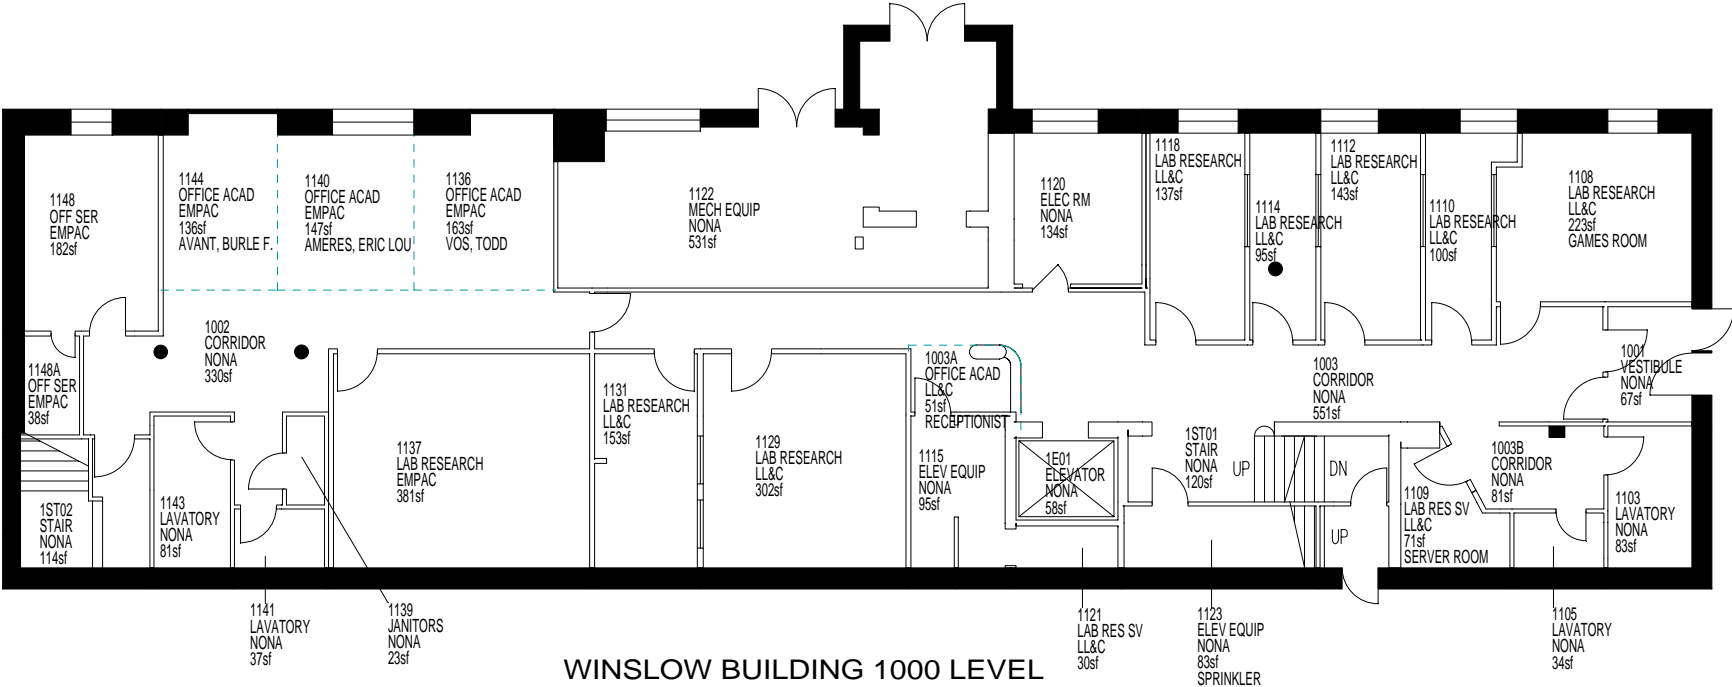 1148
OFF SER
EMPAC
182sf
1144
OFFICE ACAD
EMPAC
136sf
AVANT, BURLE F.
1140
OFFICE ACAD
EMPAC
147sf
AMERES, ERIC LOU
1136
OFFICE ACAD
EMPAC
163sf
VOS, TODD
1122
MECH EQUIP
NONA
531sf
1120
ELEC RM
NONA
134sf
1118
LAB RESEARCH
LL&C
137sf
1114
LAB RESEARCH
LL&C
95sf
1112
LAB RESEARCH
LL&C
143sf
1110
LAB RESEARCH
LL&C
100sf
1108
LAB RESEARCH
LL&C
223sf
GAMES ROOM
1002
CORRIDOR
NONA
330sf
1148A
OFF SER
EMPAC
38sf
1131
LAB RESEARCH
LL&C
153sf
1003A
OFFICE ACAD
LL&C
51sf
RECEPTIONIST
1003
CORRIDOR
NONA
551sf
1001
VESTIBULE
NONA
67sf
1137
LAB RESEARCH
EMPAC
381sf
1129
LAB RESEARCH
LL&C
302sf
1115
ELEV EQUIP
NONA
95sf
1E01
ELEVATOR
NONA
58sf
1ST01
STAIR
NONA
120sf
UP
DN
UP
1003B
CORRIDOR
NONA
81sf
1109
LAB RES SV
LL&C
71sf
SERVER ROOM
1103
LAVATORY
NONA
83sf
1ST02
STAIR
NONA
114sf
1143
LAVATORY
NONA
81sf
1141
LAVATORY
NONA
37sf
1139
JANITORS
NONA
23sf
1121
LAB RES SV
LL&C
30sf
1123
ELEV EQUIP
NONA
83sf
SPRINKLER
1105
LAVATORY
NONA
34sf
WINSLOW BUILDING 1000 LEVEL